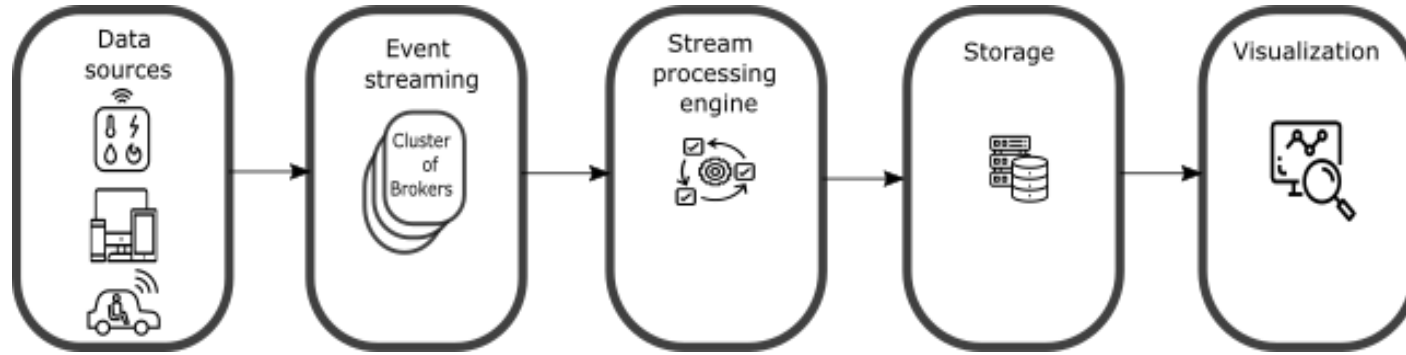 Data
sources
Event
streaming
Cluster
of
Brokers
Stream
processing
engine
Storage
Visualization